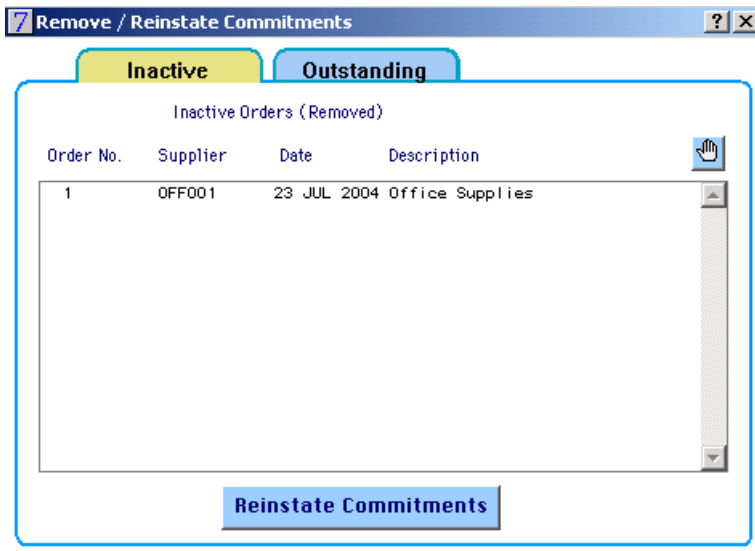 7 Remove / Reinstate Commitments ? ×
Inactive Outstanding
Inactive Orders (Removed)
Order No. Supplier Date Description
1 OFF001 23 JUL 2004 Office Supplies
Reinstate Commitments